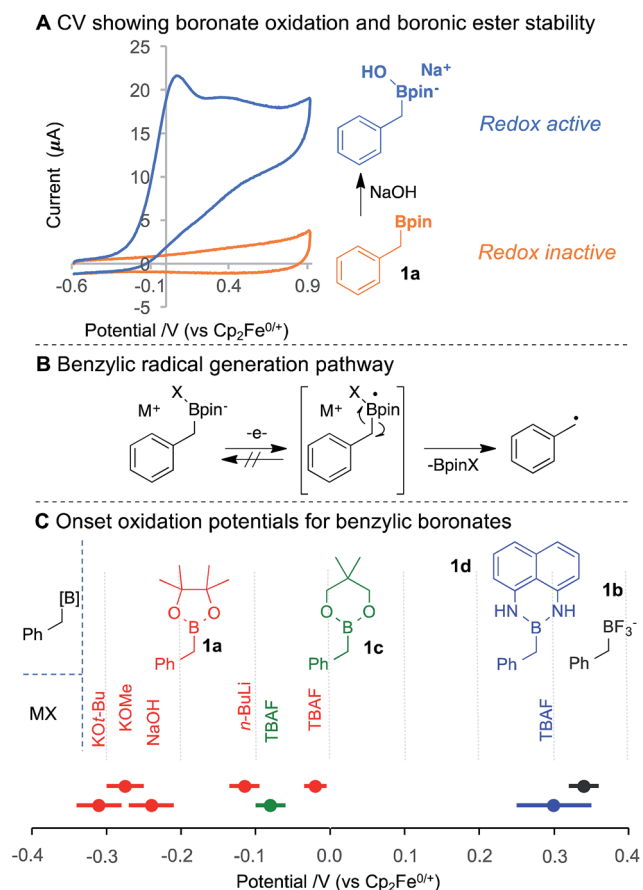 A CV showing boronate oxidation and boronic ester stability
25
20
15
10
5
0
-5
-0.6
-0.1
0.4
0.9
Current (µA)
Potential /V (vs Cp₂Fe⁰/⁺)
HO
Na⁺
Bpin⁻
NaOH
Bpin
1a
Redox active
Redox inactive
B Benzylic radical generation pathway
X
M⁺
Bpin⁻
-e-
X
M⁺
Bpin
-BpinX
C Onset oxidation potentials for benzylic boronates
[B]
Ph
MX
O
O
B
Ph
1a
O
O
B
Ph
1c
1d
HN
NH
B
Ph
1b
BF₃⁻
Ph
KOt-Bu
KOMe
NaOH
n-BuLi
TBAF
TBAF
TBAF
-0.4
-0.3
-0.2
-0.1
0.0
0.1
0.2
0.3
0.4
Potential /V (vs Cp₂Fe⁰/⁺)